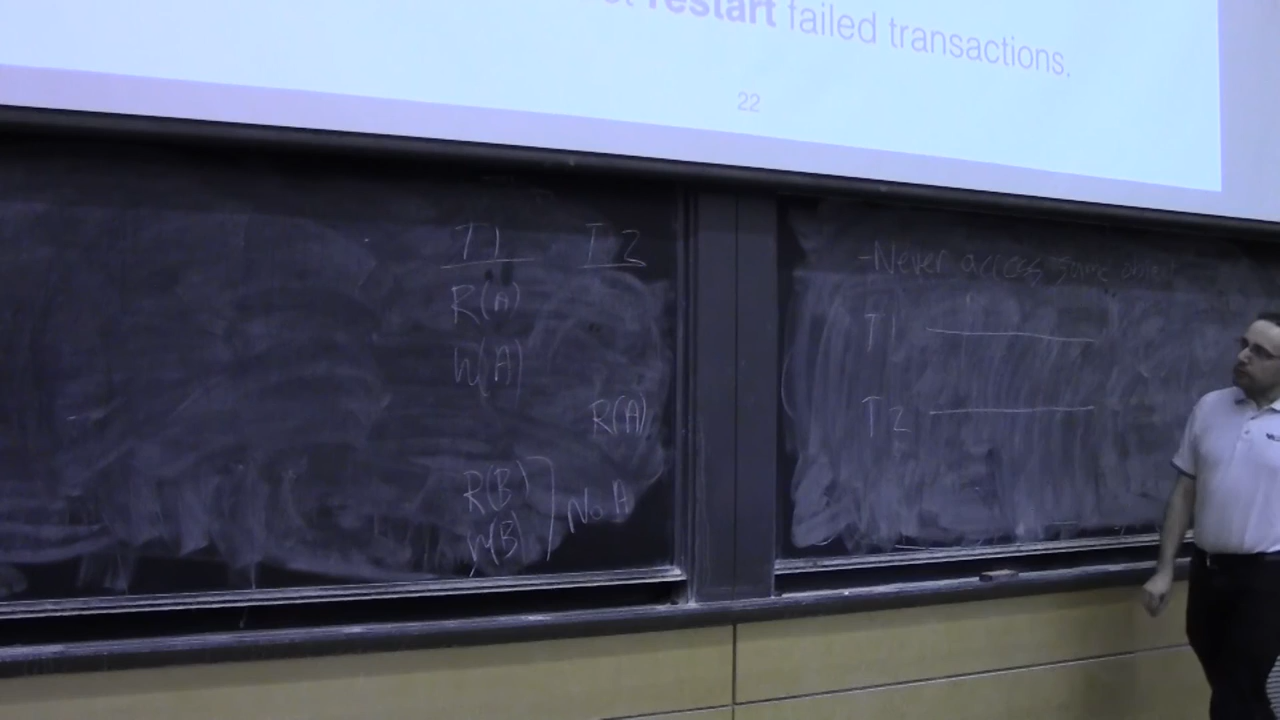 restart failed transactions.
22
T1 T2
R(A)
W(A)
R(A)
R(B)
W(B)
No A
-Never access same object
T1
T2